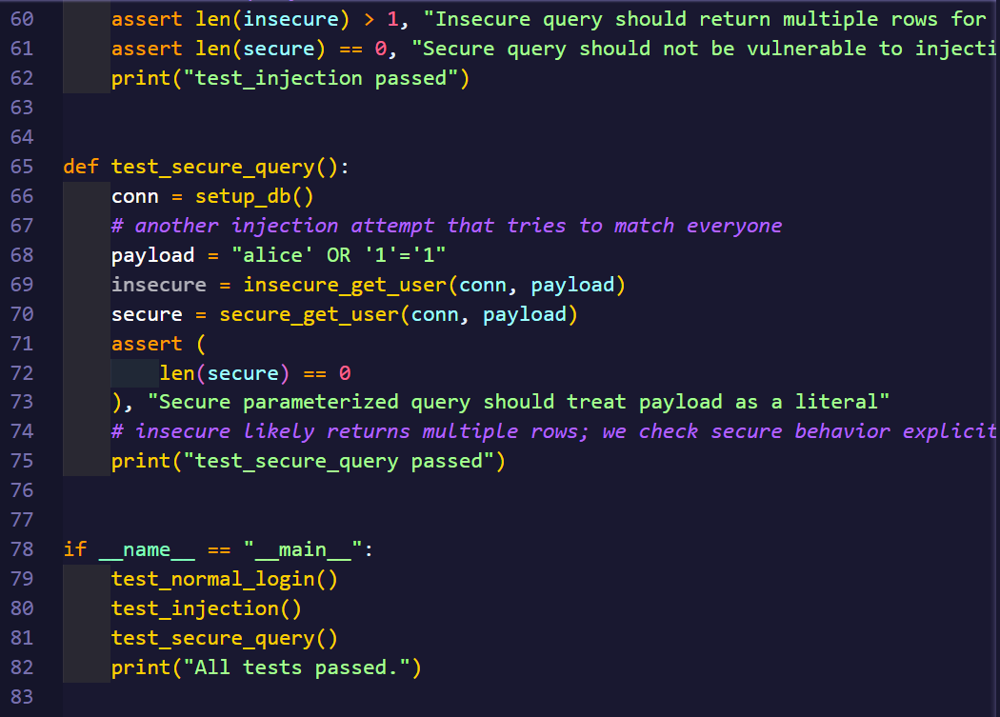 60 assert len(insecure) > 1, "Insecure query should return multiple rows for
61 assert len(secure) == 0, "Secure query should not be vulnerable to injecti
62 print("test_injection passed")
63
64
65 def test_secure_query():
66 conn = setup_db()
67 # another injection attempt that tries to match everyone
68 payload = "alice' OR '1'='1"
69 insecure = insecure_get_user(conn, payload)
70 secure = secure_get_user(conn, payload)
71 assert (
72 len(secure) == 0
73 ), "Secure parameterized query should treat payload as a literal"
74 # insecure likely returns multiple rows; we check secure behavior explicit
75 print("test_secure_query passed")
76
77
78 if __name__ == "__main__":
79 test_normal_login()
80 test_injection()
81 test_secure_query()
82 print("All tests passed.")
83